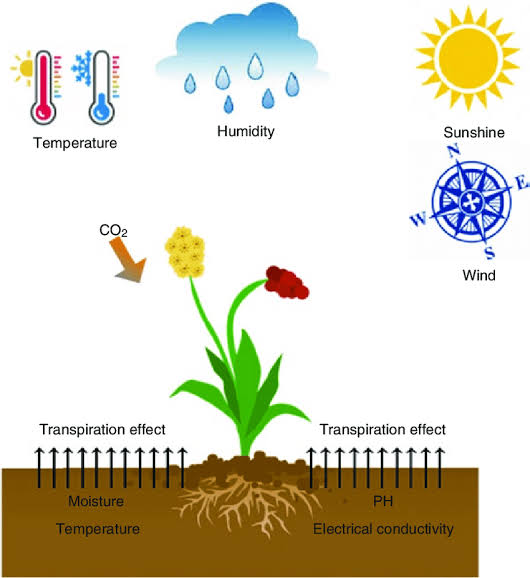 Temperature
Humidity
Sunshine
N
E
W
S
Wind
CO₂
Transpiration effect
Transpiration effect
Moisture
PH
Temperature
Electrical conductivity